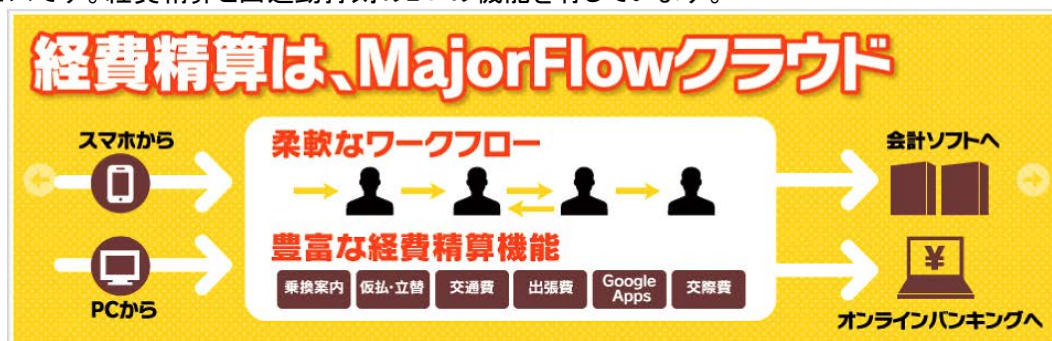 経費精算は、MajorFlowクラウド
スマホから
PCから
柔軟なワークフロー
豊富な経費精算機能
乗換案内
仮払・立替
交通費
出張費
Google
Apps
交際費
会計ソフトへ
¥
オンラインバンキングへ